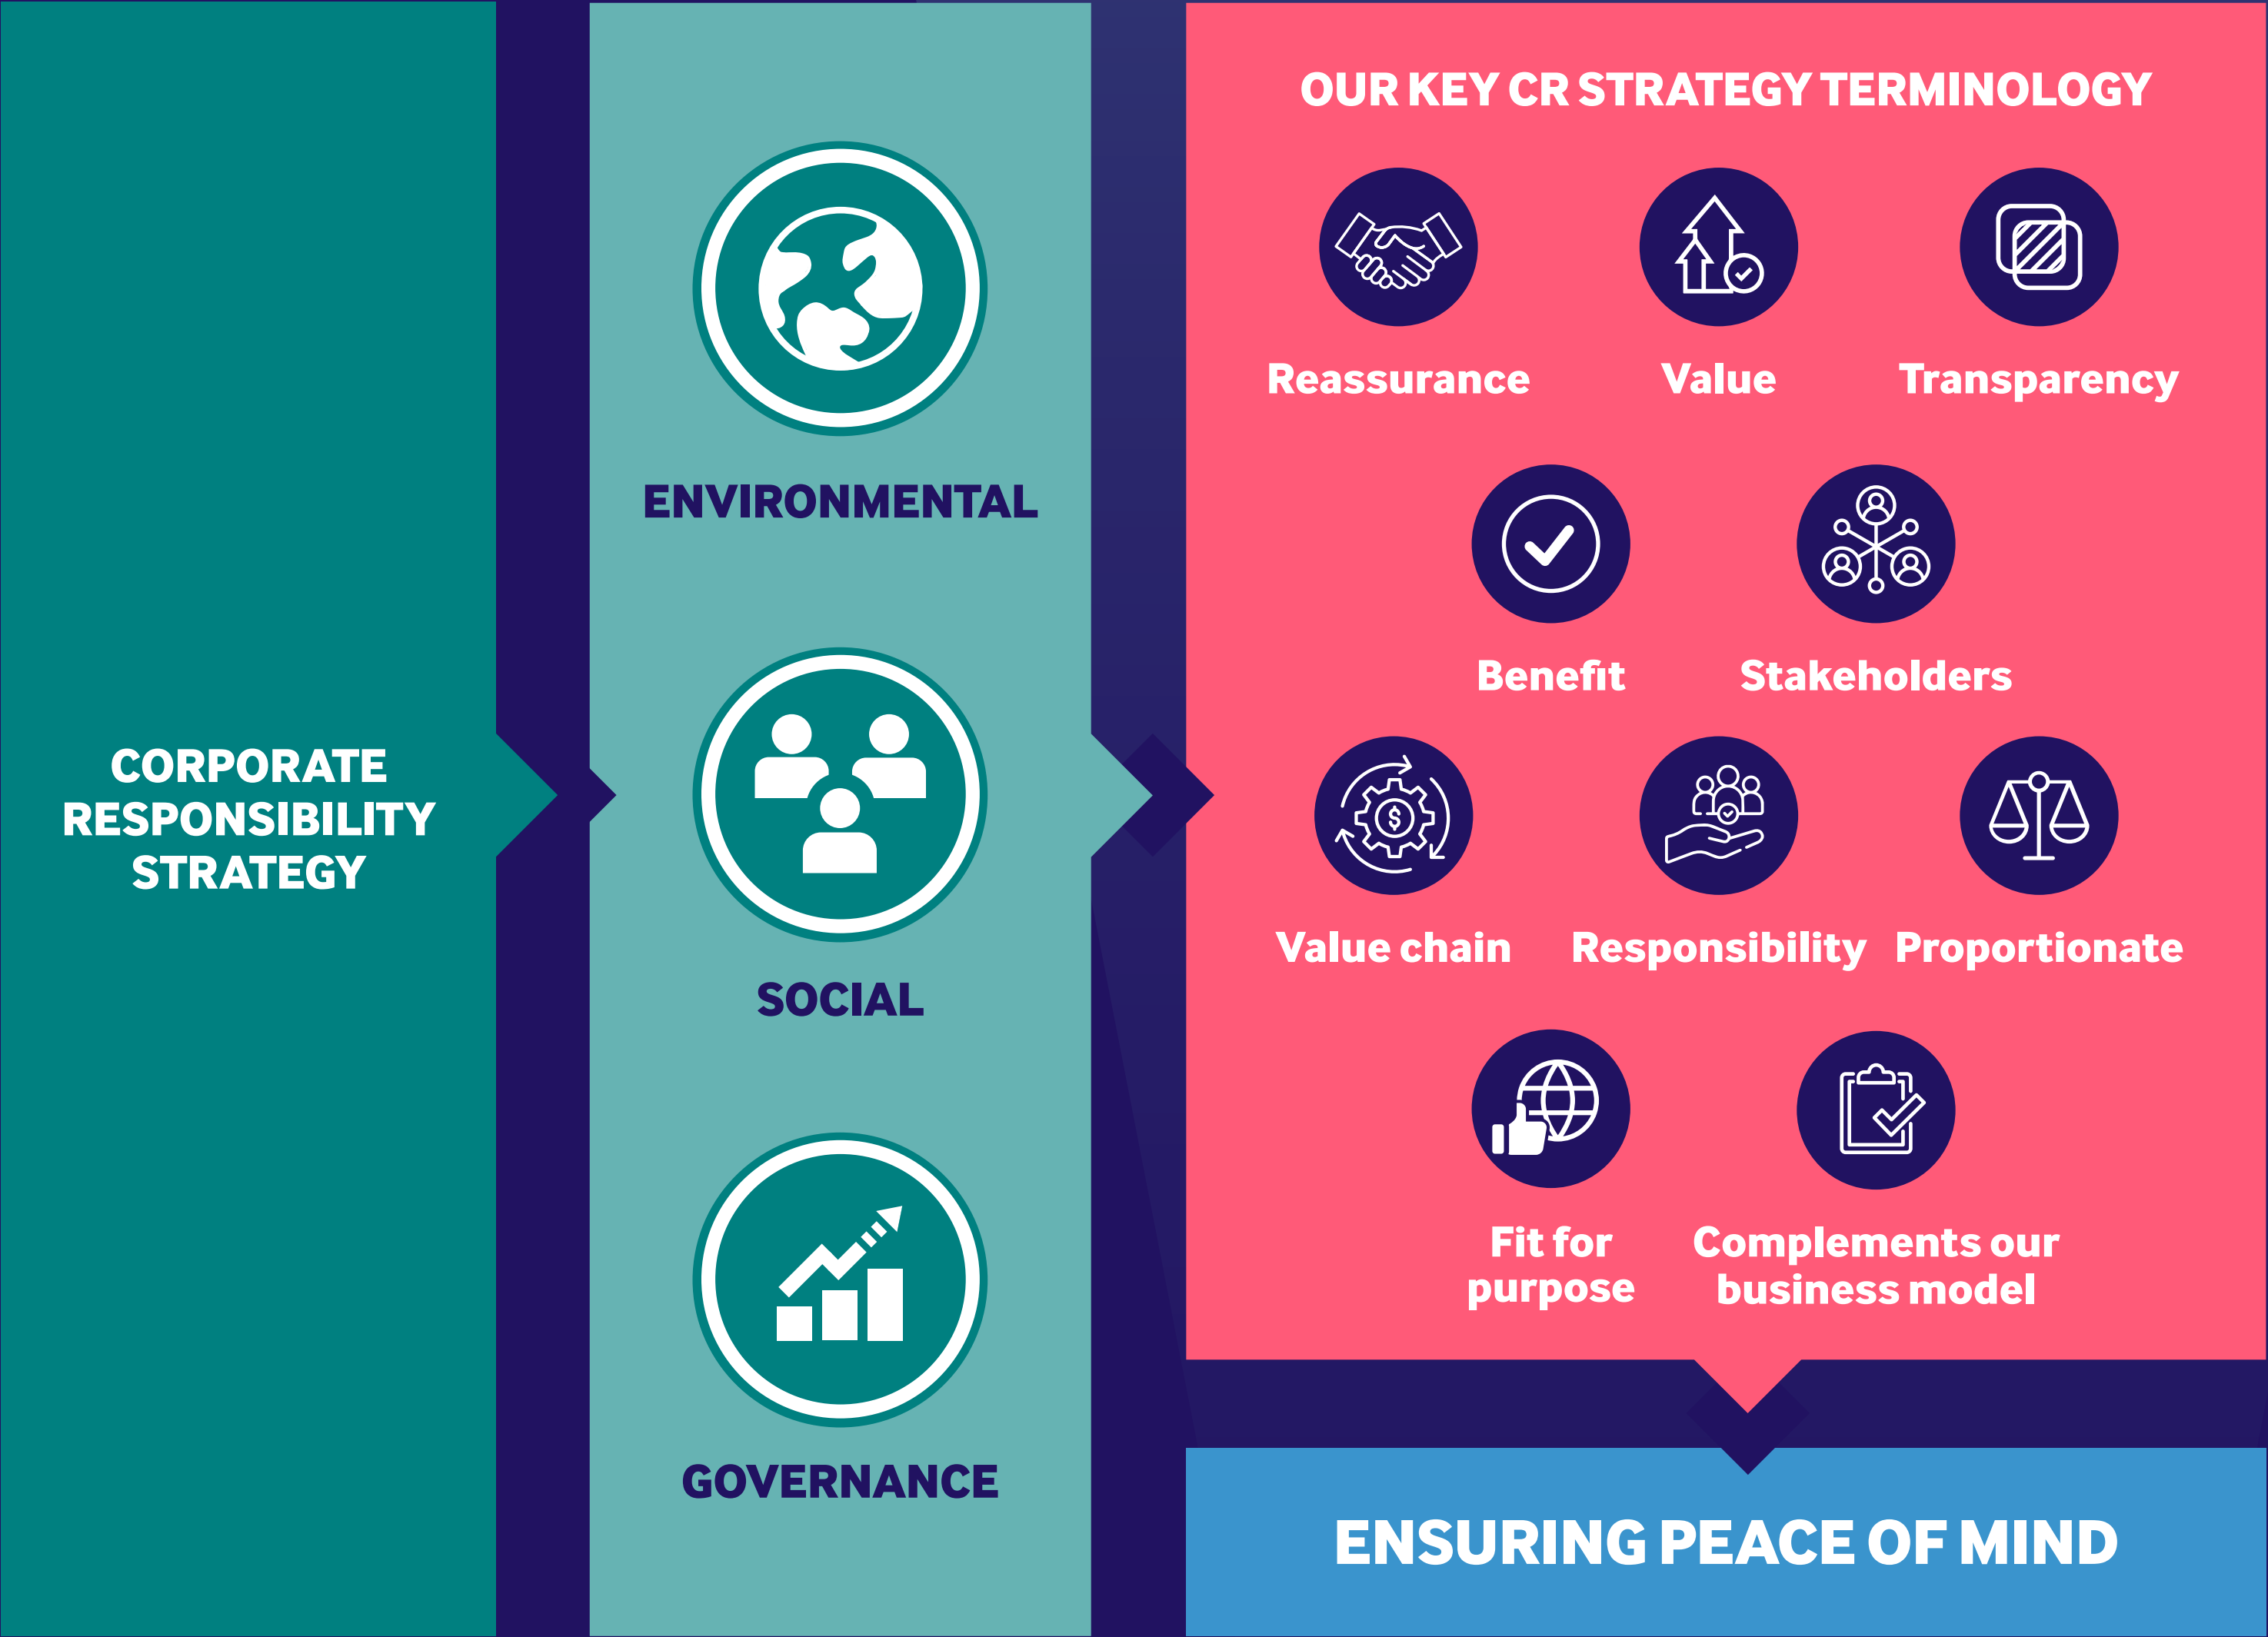 CORPORATE
RESPONSIBILITY
STRATEGY
ENVIRONMENTAL
SOCIAL
GOVERNANCE
OUR KEY CR STRATEGY TERMINOLOGY
Reassurance
Value
Transparency
Benefit
Stakeholders
$
Value chain
Responsibility
Proportionate
Fit for
purpose
Complements our
business model
ENSURING PEACE OF MIND